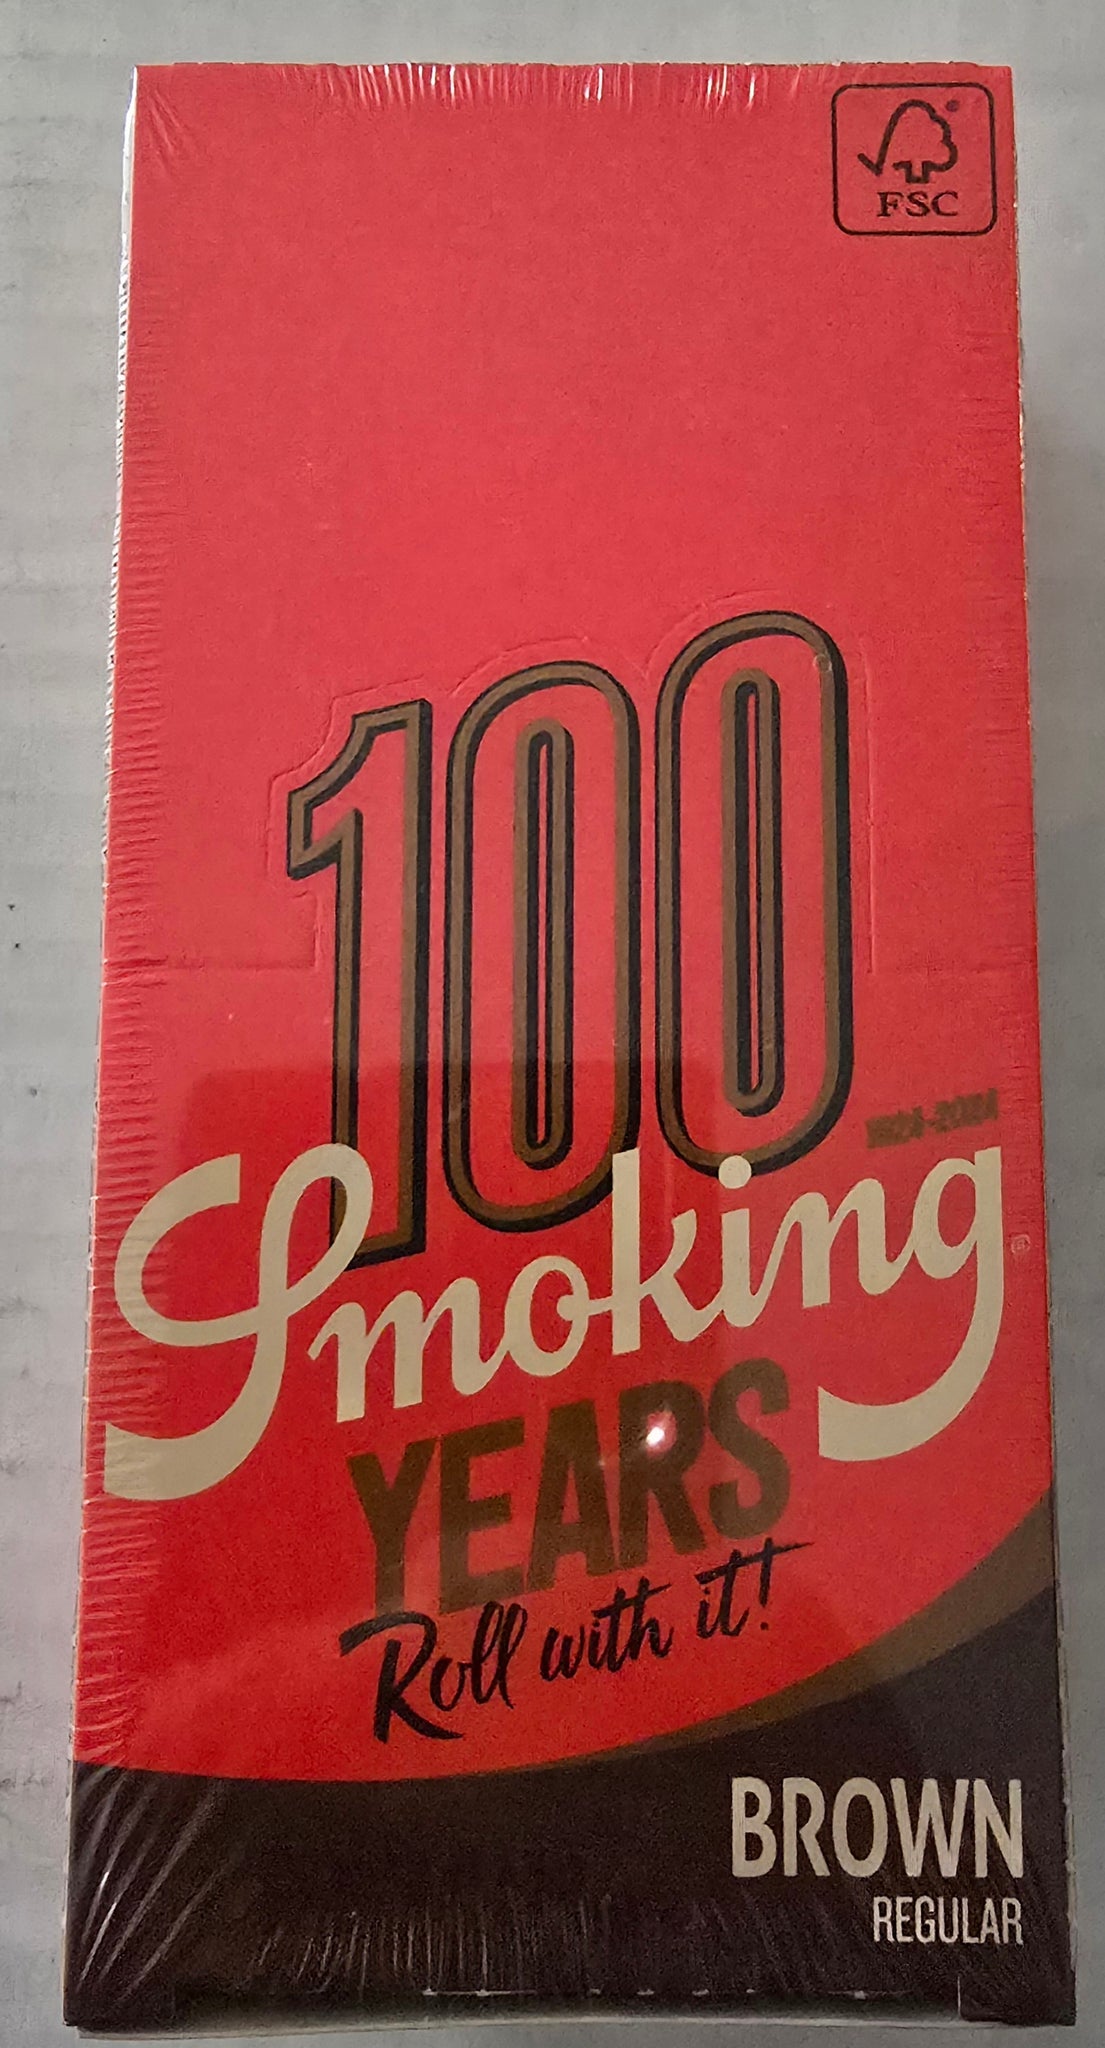 FSC
100
1924-2024
Smoking
YEARS
Roll with it!
BROWN
REGULAR